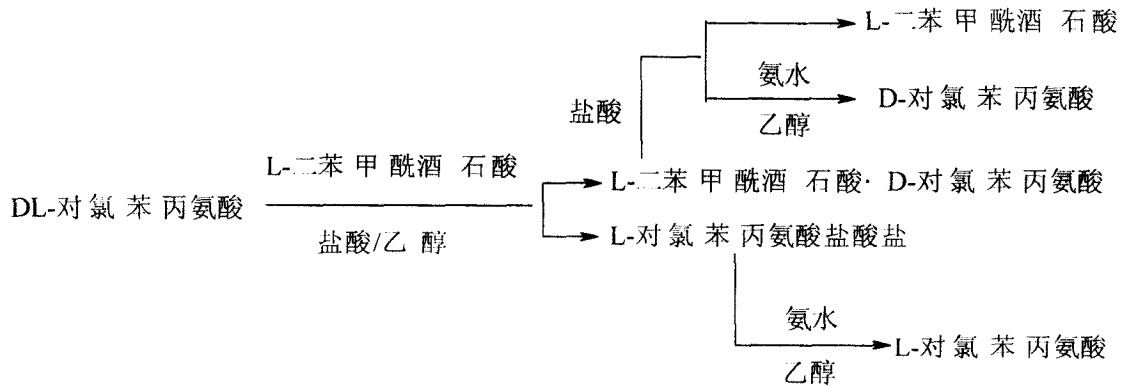 L-二苯甲酰酒石酸
氨水
盐酸
乙醇
D-对氯苯丙氨酸
L-二苯甲酰酒石酸
L-二苯甲酰酒石酸· D-对氯苯丙氨酸
DL-对氯苯丙氨酸
盐酸/乙醇
L-对氯苯丙氨酸盐酸盐
氨水
乙醇
L-对氯苯丙氨酸